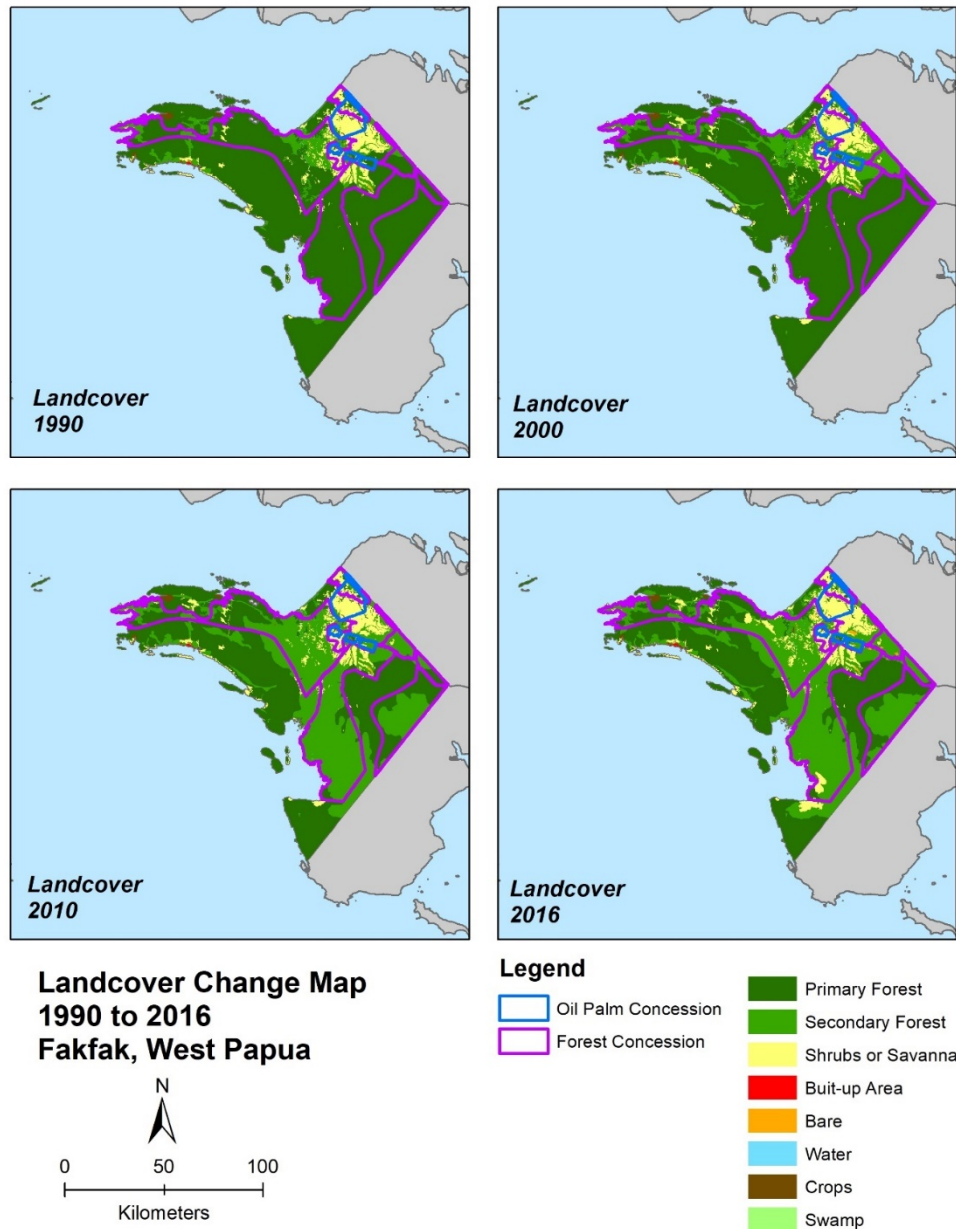 Landcover
1990
Landcover
2000
Landcover
2010
Landcover
2016
Landcover Change Map
1990 to 2016
Fakfak, West Papua
N
0 50 100
Kilometers
Legend
Oil Palm Concession
Forest Concession
Primary Forest
Secondary Forest
Shrubs or Savanna
Buit-up Area
Bare
Water
Crops
Swamp